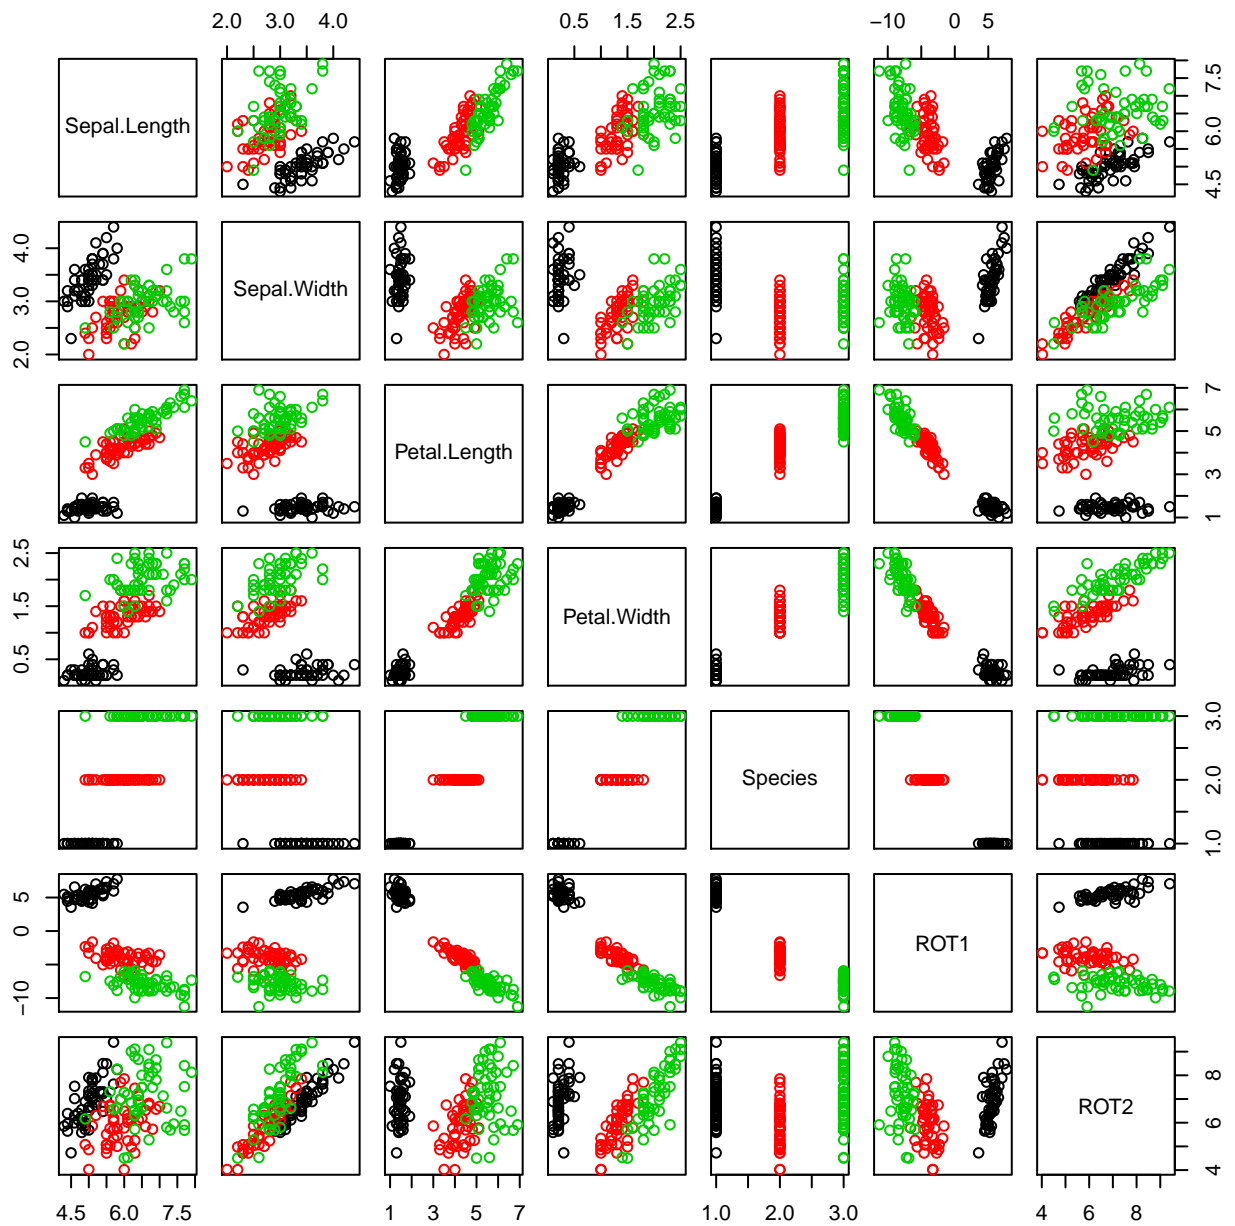 2.0 3.0 4.0 0.5 1.5 2.5 −10 0 5
Sepal.Length 4.5 6.0 7.5
2.0 3.0 4.0 Sepal.Width
Petal.Length 1 3 5 7
0.5 1.5 2.5 Petal.Width
Species 1.0 2.0 3.0
−10 0 5 ROT1
ROT2 4 6 8
4.5 6.0 7.5 1 3 5 7 1.0 2.0 3.0 4 6 8